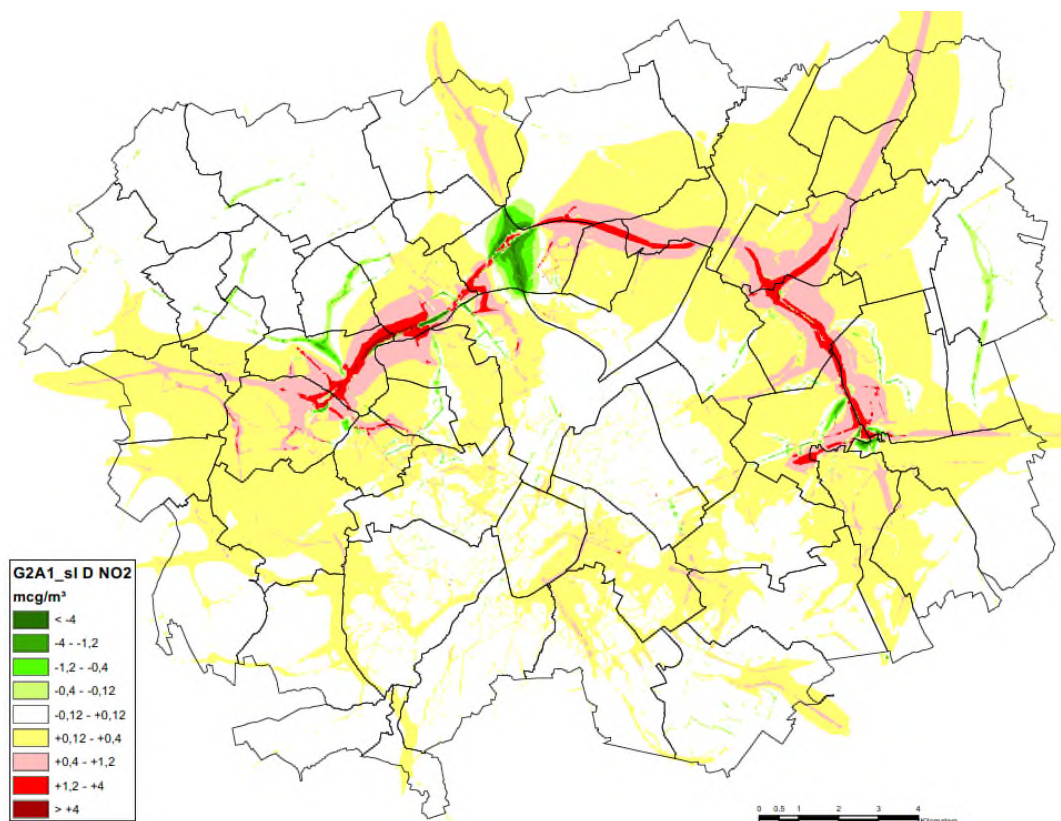 G2A1_sl D NO2
mcg/m³
< -4
-4 - -1,2
-1,2 - -0,4
-0,4 - -0,12
-0,12 - +0,12
+0,12 - +0,4
+0,4 - +1,2
+1,2 - +4
> +4
0 0.5 1 2 3 4
Kilometers